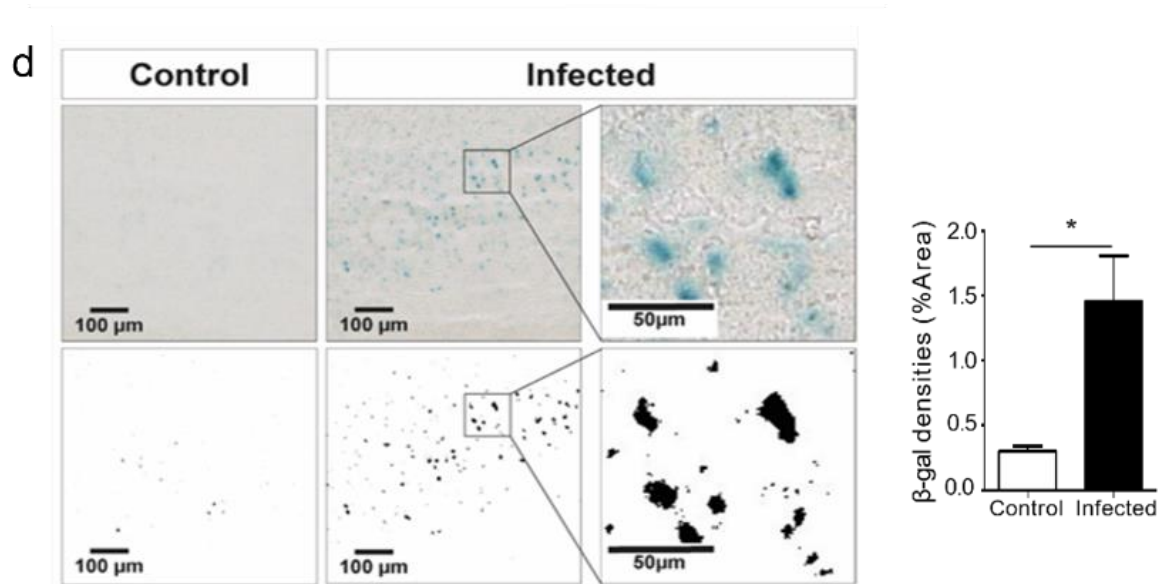 d
Control
Infected
100 µm
100 µm
50µm
100 µm
100 µm
50µm
β-gal densities (%Area)
2.0
1.5
1.0
0.5
0.0
*
Control Infected